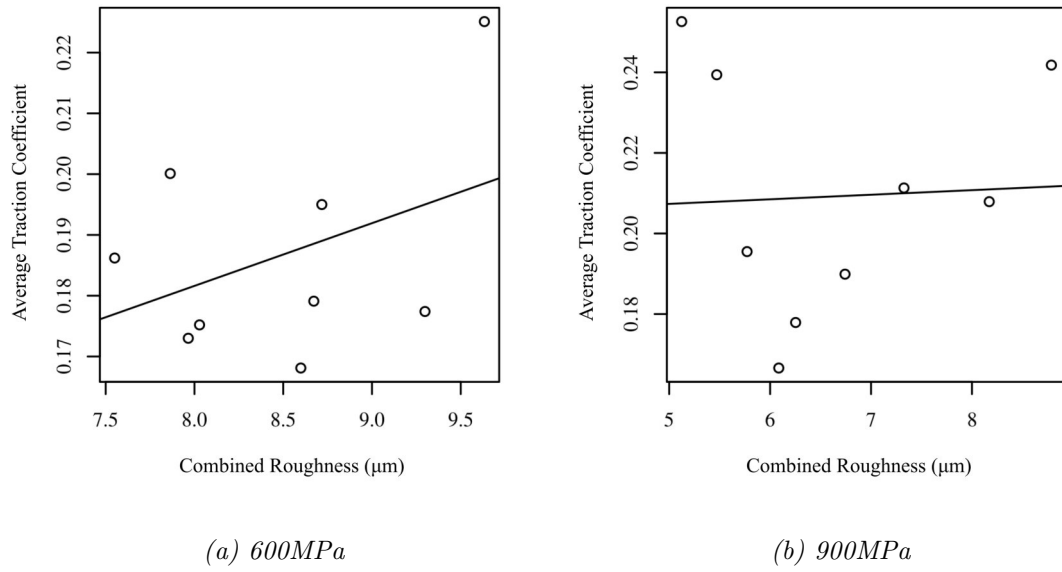 Average Traction Coefficient
0.22
0.21
0.20
0.19
0.18
0.17
7.5 8.0 8.5 9.0 9.5
Combined Roughness (μm)
(a) 600MPa
Average Traction Coefficient
0.24
0.22
0.20
0.18
5 6 7 8
Combined Roughness (μm)
(b) 900MPa